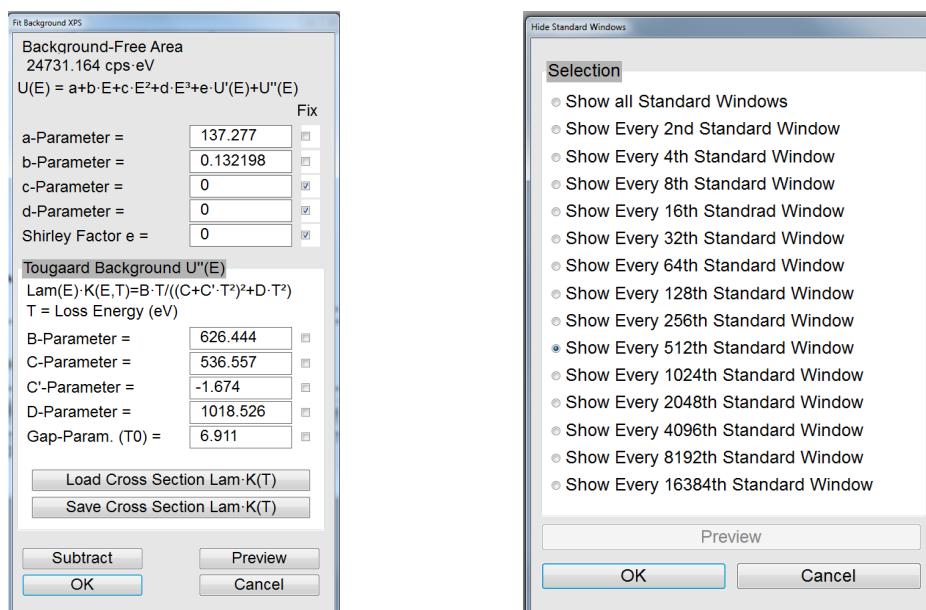 Fit Background XPS
Background-Free Area
24731.164 cps·eV
U(E) = a+b·E+c·E²+d·E³+e·U'(E)+U''(E)
Fix
a-Parameter = 137.277
b-Parameter = 0.132198
c-Parameter = 0
d-Parameter = 0
Shirley Factor e = 0
Tougaard Background U''(E)
Lam(E)·K(E,T)=B·T/((C+C'·T²)²+D·T²)
T = Loss Energy (eV)
B-Parameter = 626.444
C-Parameter = 536.557
C'-Parameter = -1.674
D-Parameter = 1018.526
Gap-Param. (T0) = 6.911
Load Cross Section Lam·K(T)
Save Cross Section Lam·K(T)
Subtract Preview
OK Cancel
Hide Standard Windows
Selection
Show all Standard Windows
Show Every 2nd Standard Window
Show Every 4th Standard Window
Show Every 8th Standard Window
Show Every 16th Standrad Window
Show Every 32th Standard Window
Show Every 64th Standard Window
Show Every 128th Standard Window
Show Every 256th Standard Window
Show Every 512th Standard Window
Show Every 1024th Standard Window
Show Every 2048th Standard Window
Show Every 4096th Standard Window
Show Every 8192th Standard Window
Show Every 16384th Standard Window
Preview
OK Cancel